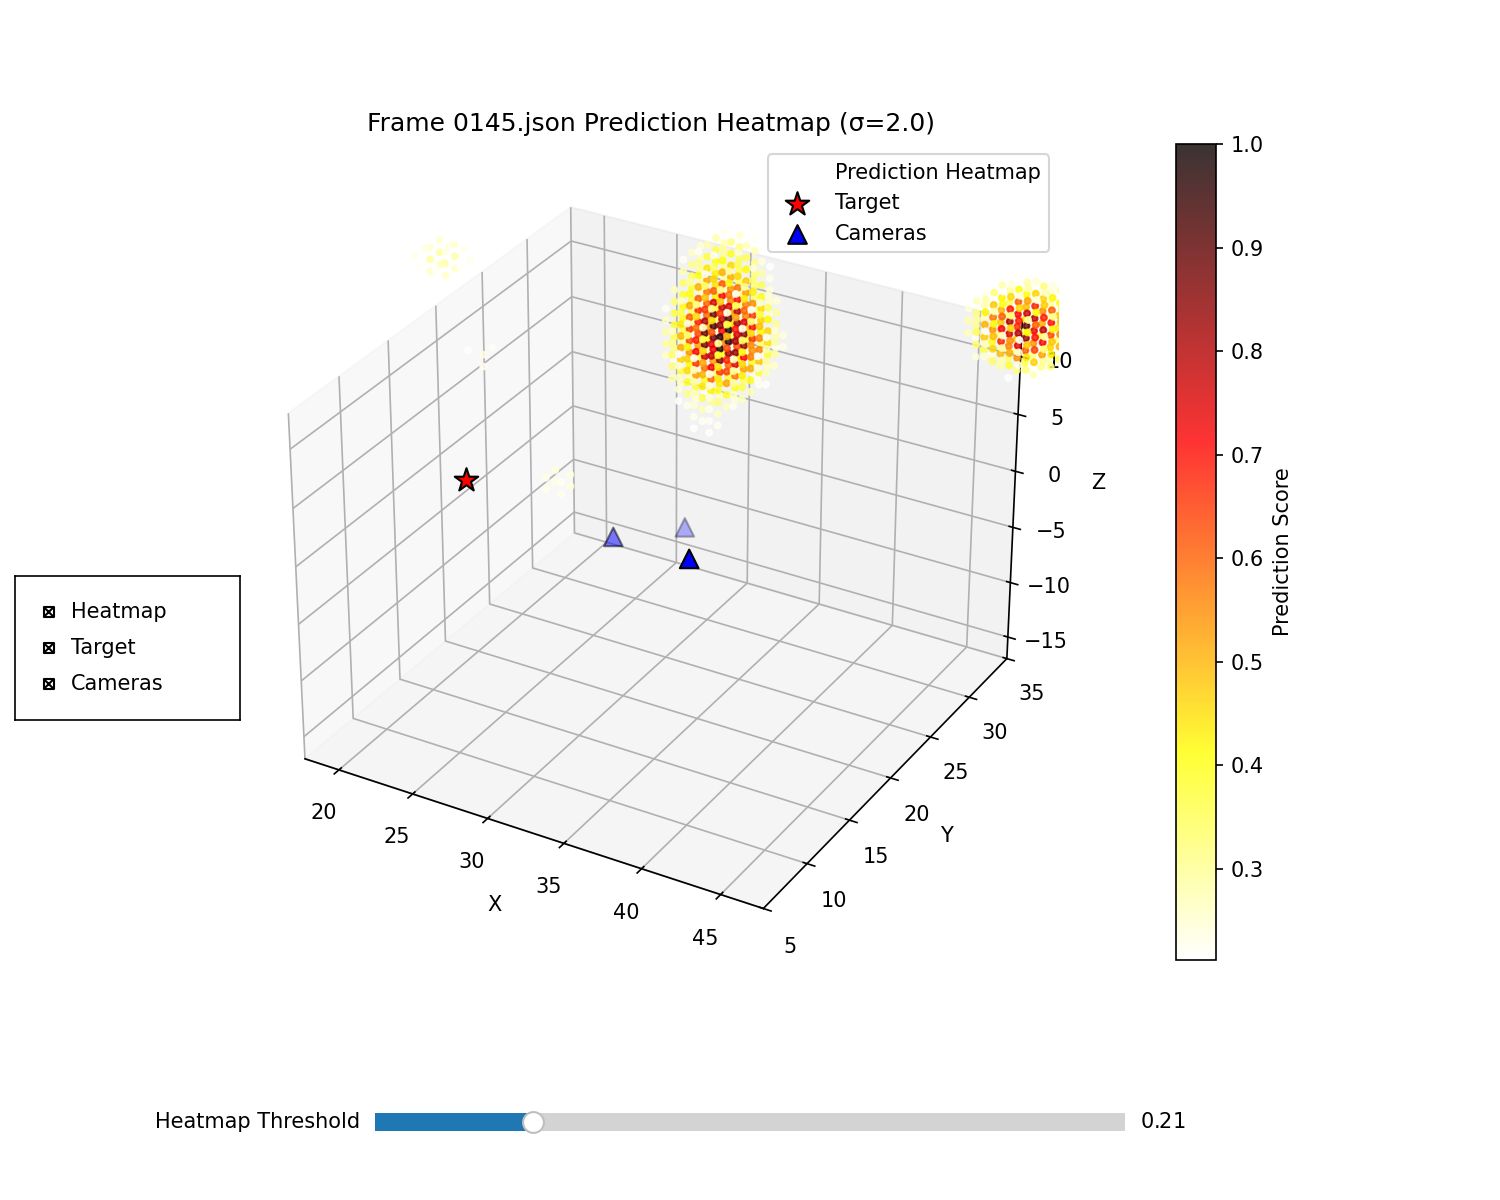 Frame 0145.json Prediction Heatmap (σ=2.0)
Prediction Heatmap
Target
Cameras
1.0
0.9
0.8
0.7
0.6
0.5
0.4
0.3
Prediction Score
10
5
0
−5
−10
−15
Z
Heatmap
Target
Cameras
35
30
25
20
15
10
5
Y
20
25
30
35
40
45
X
Heatmap Threshold 0.21